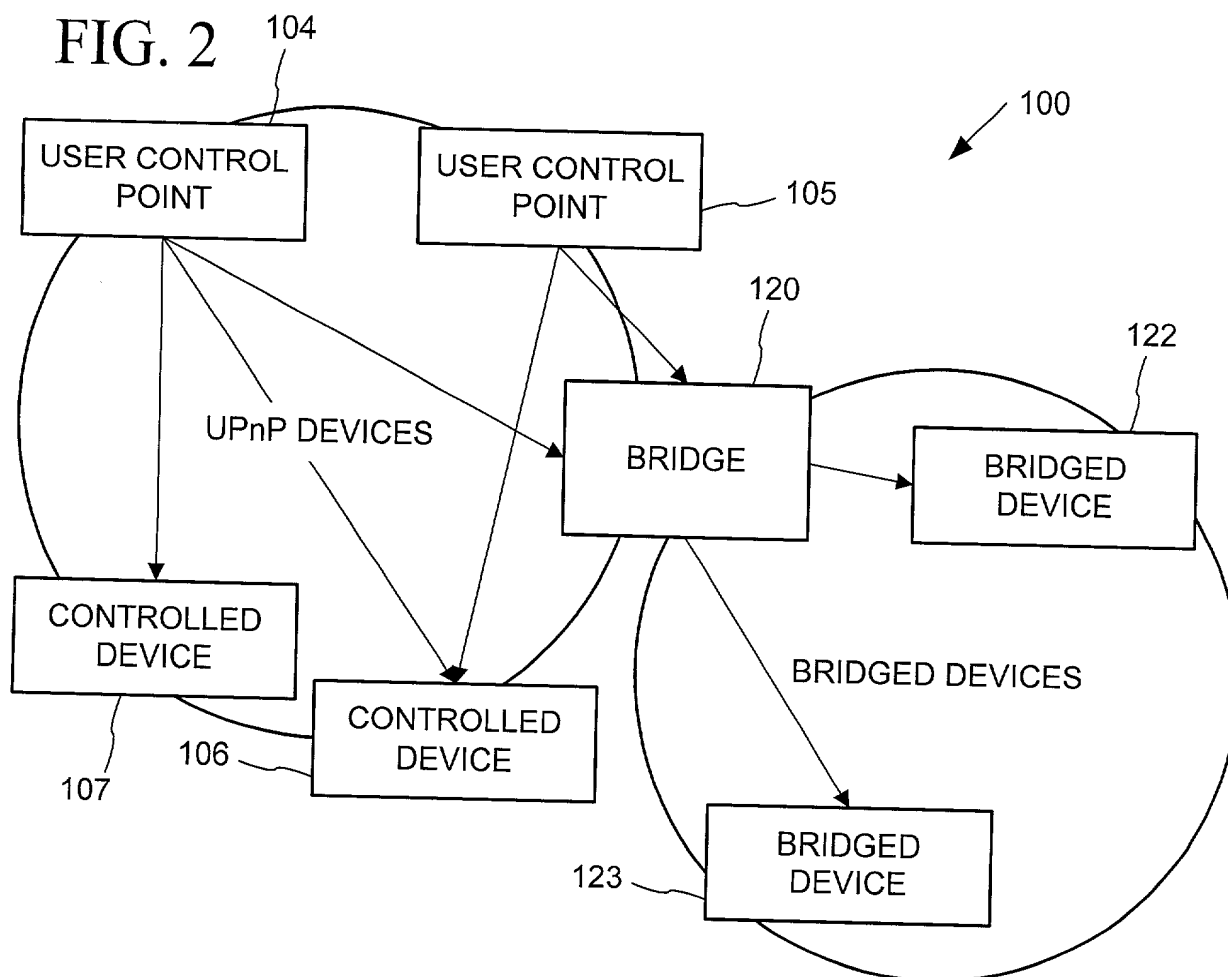 FIG. 2
104
100
USER CONTROL
POINT
USER CONTROL
POINT
105
120
122
UPnP DEVICES
BRIDGE
BRIDGED
DEVICE
CONTROLLED
DEVICE
BRIDGED DEVICES
CONTROLLED
DEVICE
106
107
BRIDGED
DEVICE
123